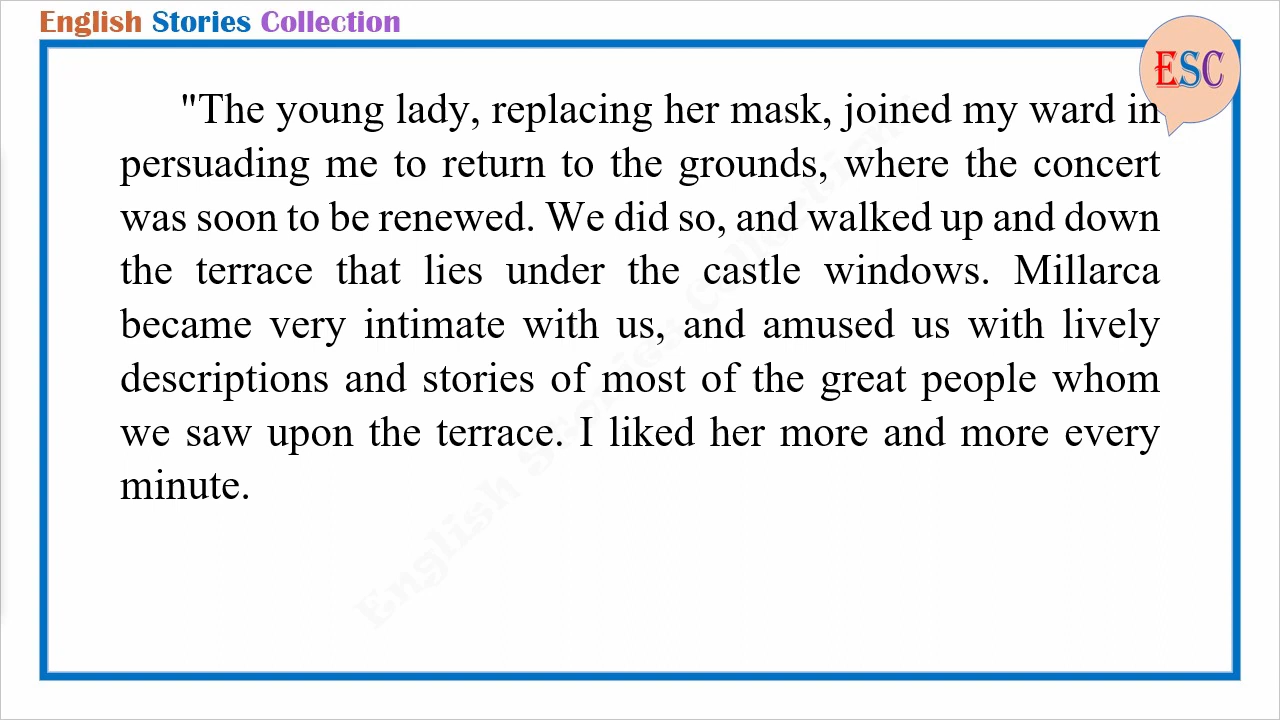 English Stories Collection
ESC
"The young lady, replacing her mask, joined my ward in
persuading me to return to the grounds, where the concert
was soon to be renewed. We did so, and walked up and down
the terrace that lies under the castle windows. Millarca
became very intimate with us, and amused us with lively
descriptions and stories of most of the great people whom
we saw upon the terrace. I liked her more and more every
minute.
English Stories Collection